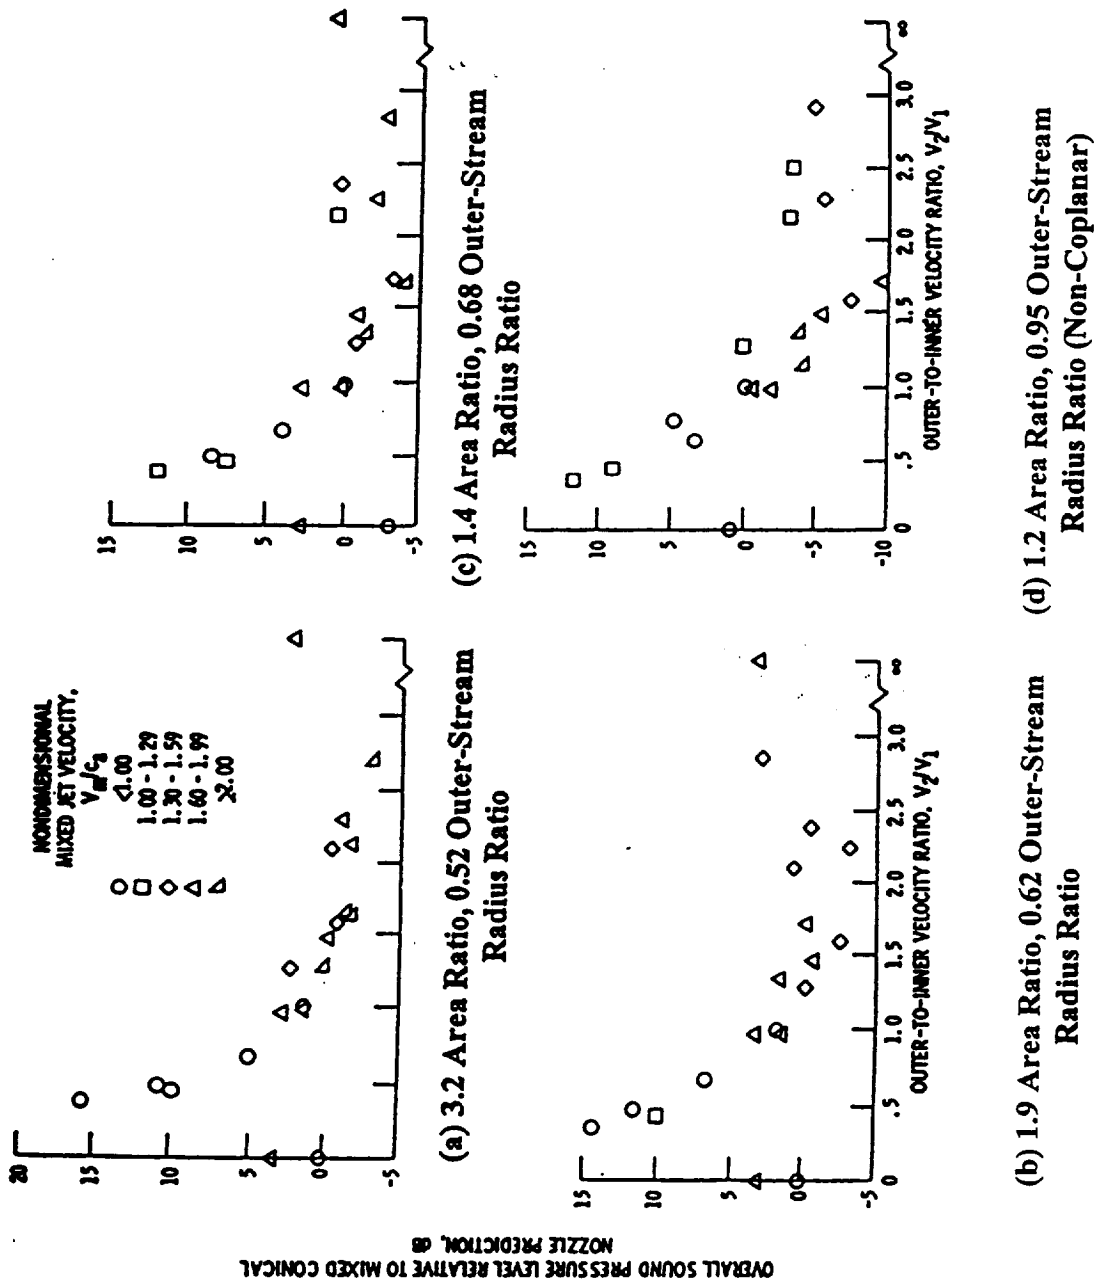 NONDIMENSIONAL
MIXED JET VELOCITY,
Vm/ca
<1.00
1.00 - 1.29
1.30 - 1.59
1.60 - 1.99
>2.00
OVERALL SOUND PRESSURE LEVEL RELATIVE TO MIXED CONICAL
NOZZLE PREDICTION, dB
20
15
10
5
0
-5
(a) 3.2 Area Ratio, 0.52 Outer-Stream
Radius Ratio
15
10
5
0
-5
0
.5
1.0
1.5
2.0
2.5
3.0
∞
OUTER-TO-INNER VELOCITY RATIO, V2/V1
(b) 1.9 Area Ratio, 0.62 Outer-Stream
Radius Ratio
15
10
5
0
-5
(c) 1.4 Area Ratio, 0.68 Outer-Stream
Radius Ratio
15
10
5
0
-5
-10
0
.5
1.0
1.5
2.0
2.5
3.0
∞
OUTER-TO-INNER VELOCITY RATIO, V2/V1
(d) 1.2 Area Ratio, 0.95 Outer-Stream
Radius Ratio (Non-Coplanar)